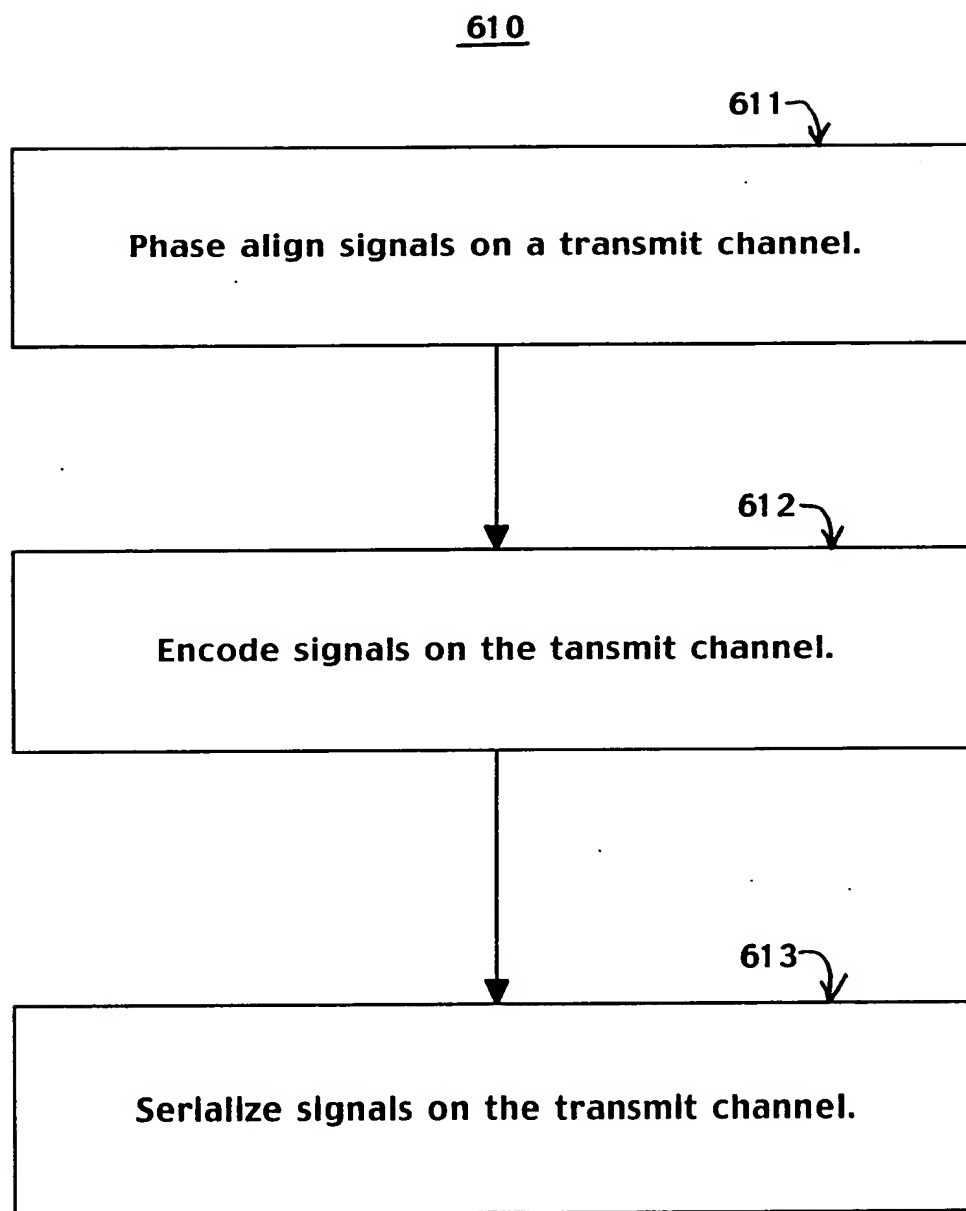 610
611
Phase align signals on a transmit channel.
612
Encode signals on the tansmit channel.
613
Serialize signals on the transmit channel.